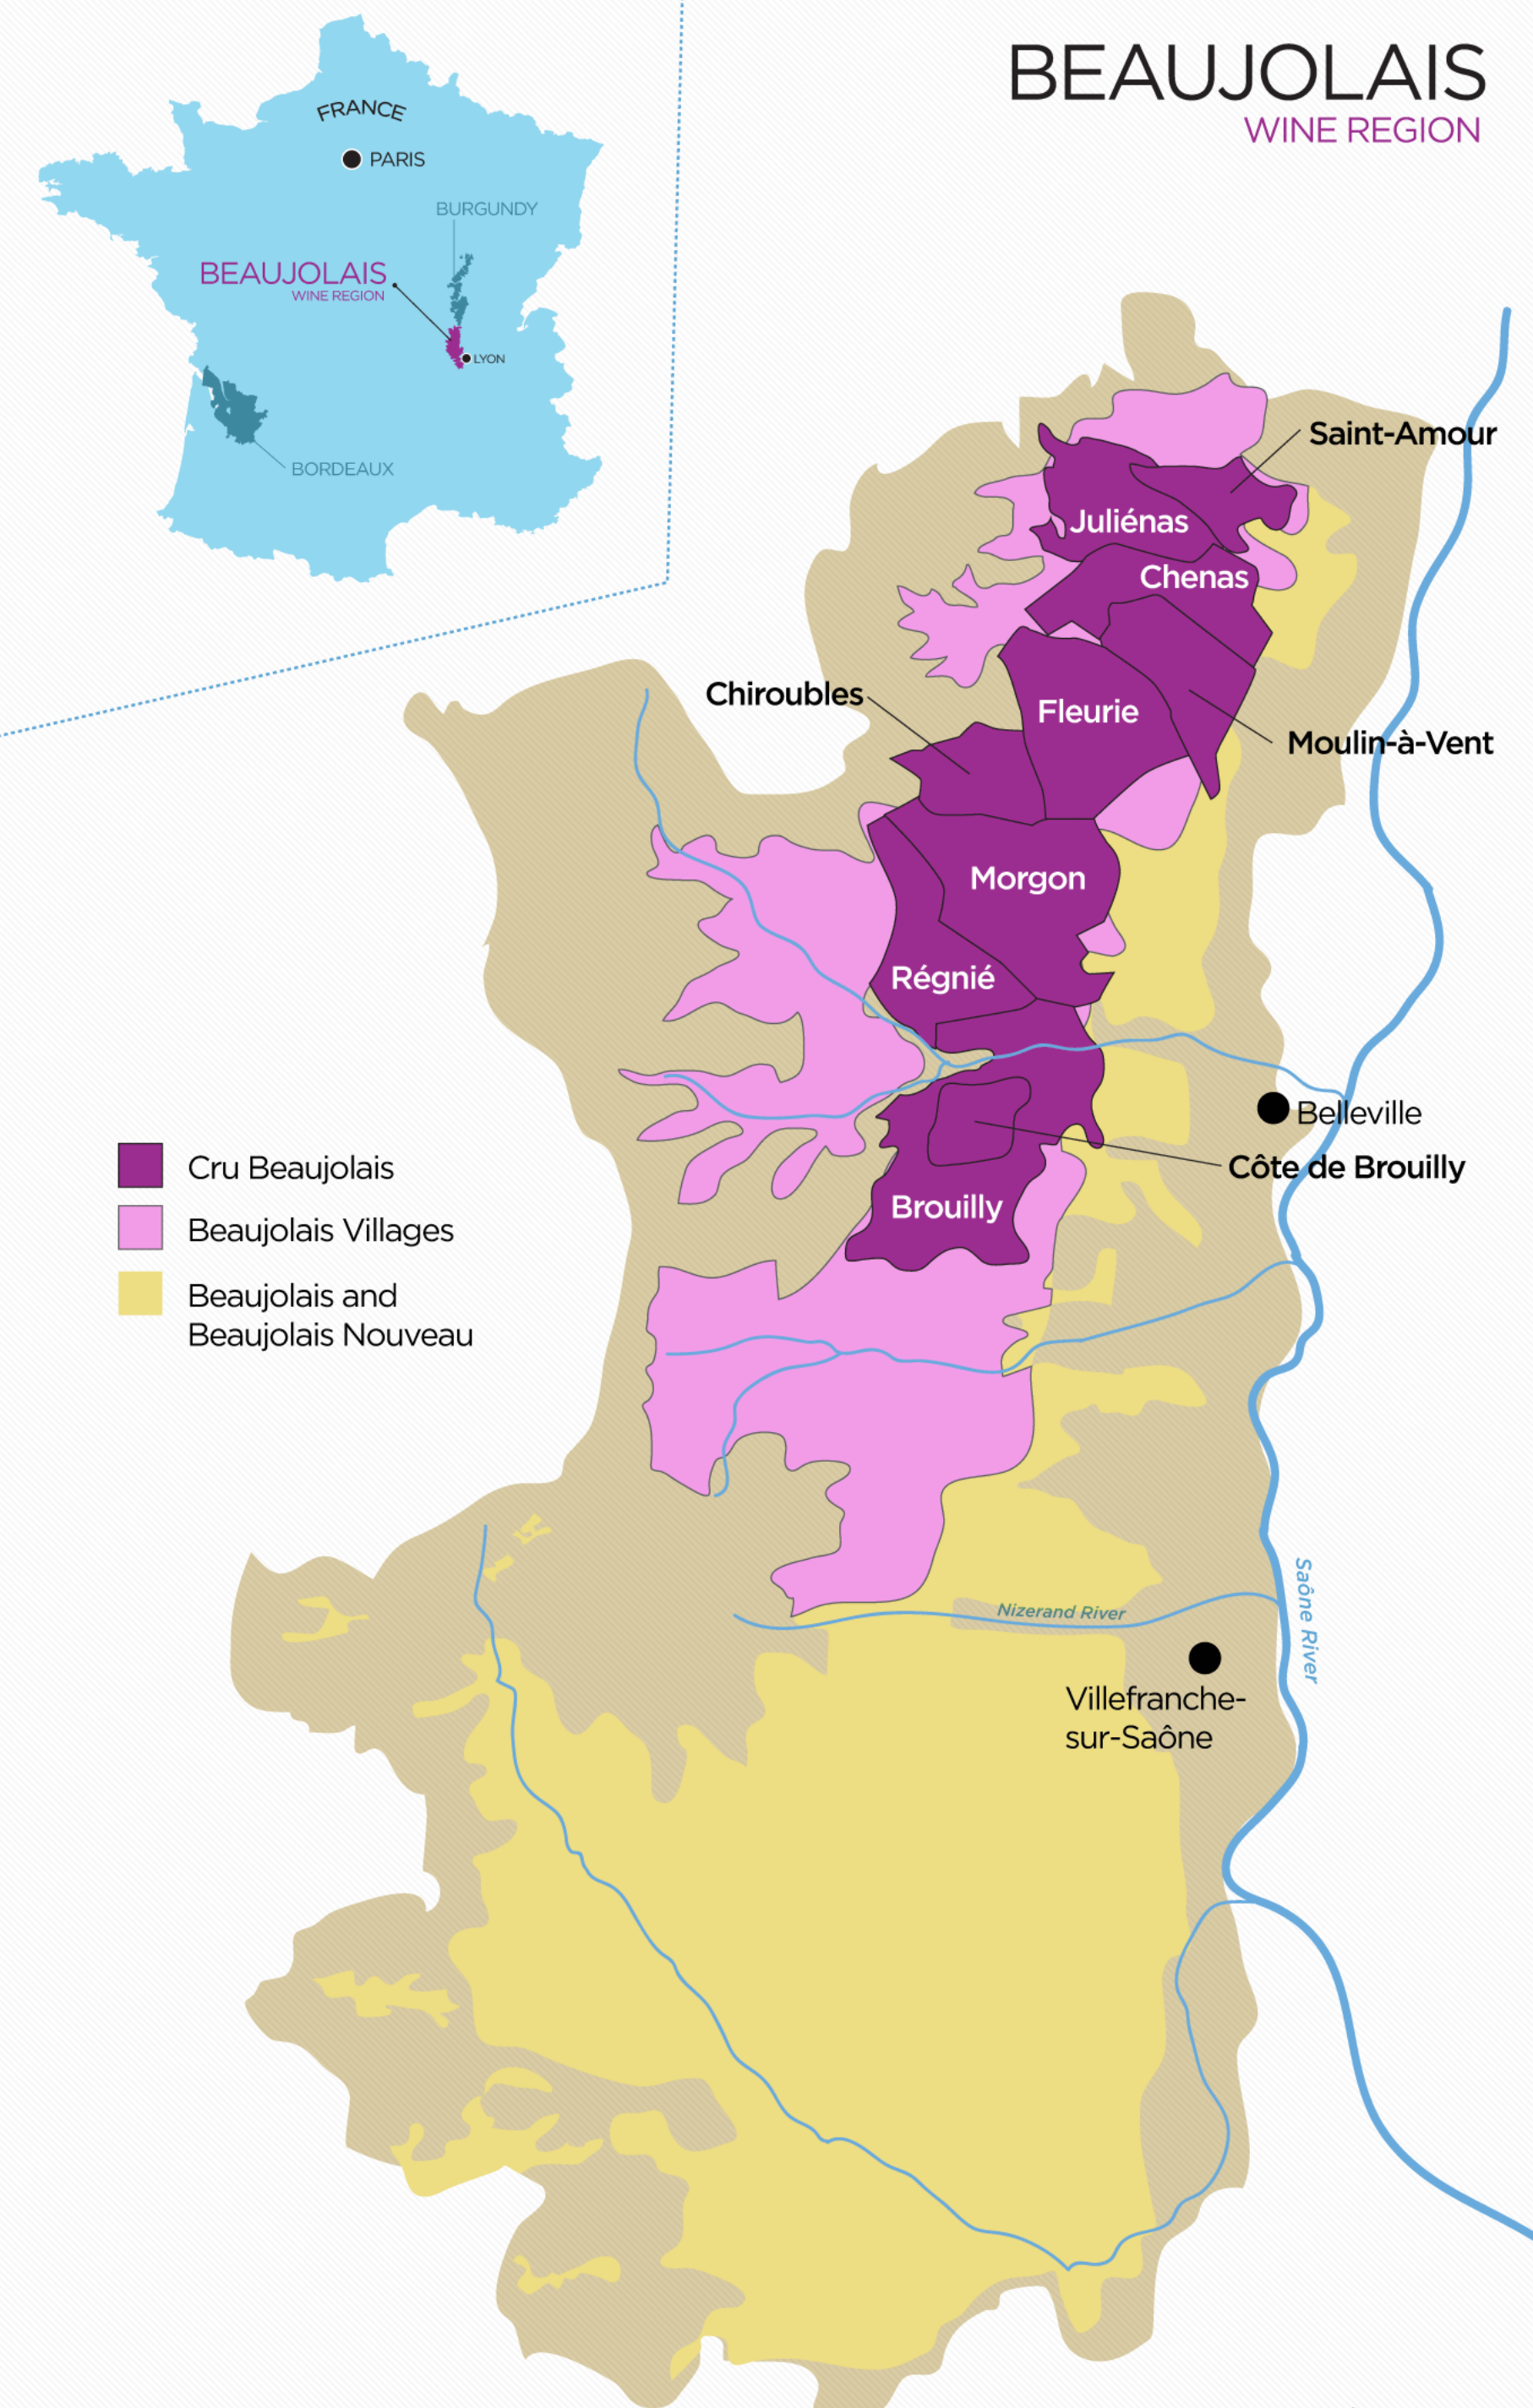 BEAUJOLAIS
WINE REGION
FRANCE
PARIS
BURGUNDY
BEAUJOLAIS
WINE REGION
LYON
BORDEAUX
Saint-Amour
Juliénas
Chenas
Chiroubles
Fleurie
Moulin-à-Vent
Morgon
Régnié
Belleville
Côte de Brouilly
Brouilly
Cru Beaujolais
Beaujolais Villages
Beaujolais and
Beaujolais Nouveau
Nizerand River
Saône River
Villefranche-
sur-Saône